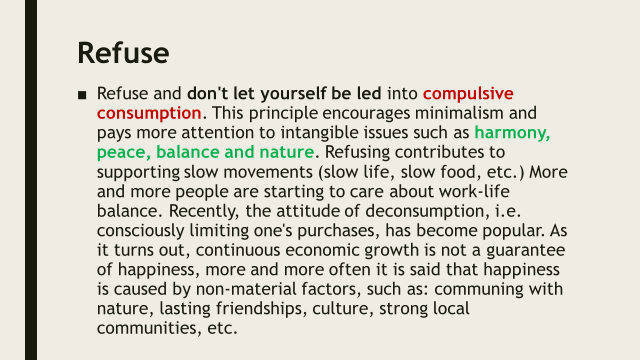 Refuse
■ Refuse and don't let yourself be led into compulsive
consumption. This principle encourages minimalism and
pays more attention to intangible issues such as harmony,
peace, balance and nature. Refusing contributes to
supporting slow movements (slow life, slow food, etc.) More
and more people are starting to care about work-life
balance. Recently, the attitude of deconsumption, i.e.
consciously limiting one's purchases, has become popular. As
it turns out, continuous economic growth is not a guarantee
of happiness, more and more often it is said that happiness
is caused by non-material factors, such as: communing with
nature, lasting friendships, culture, strong local
communities, etc.